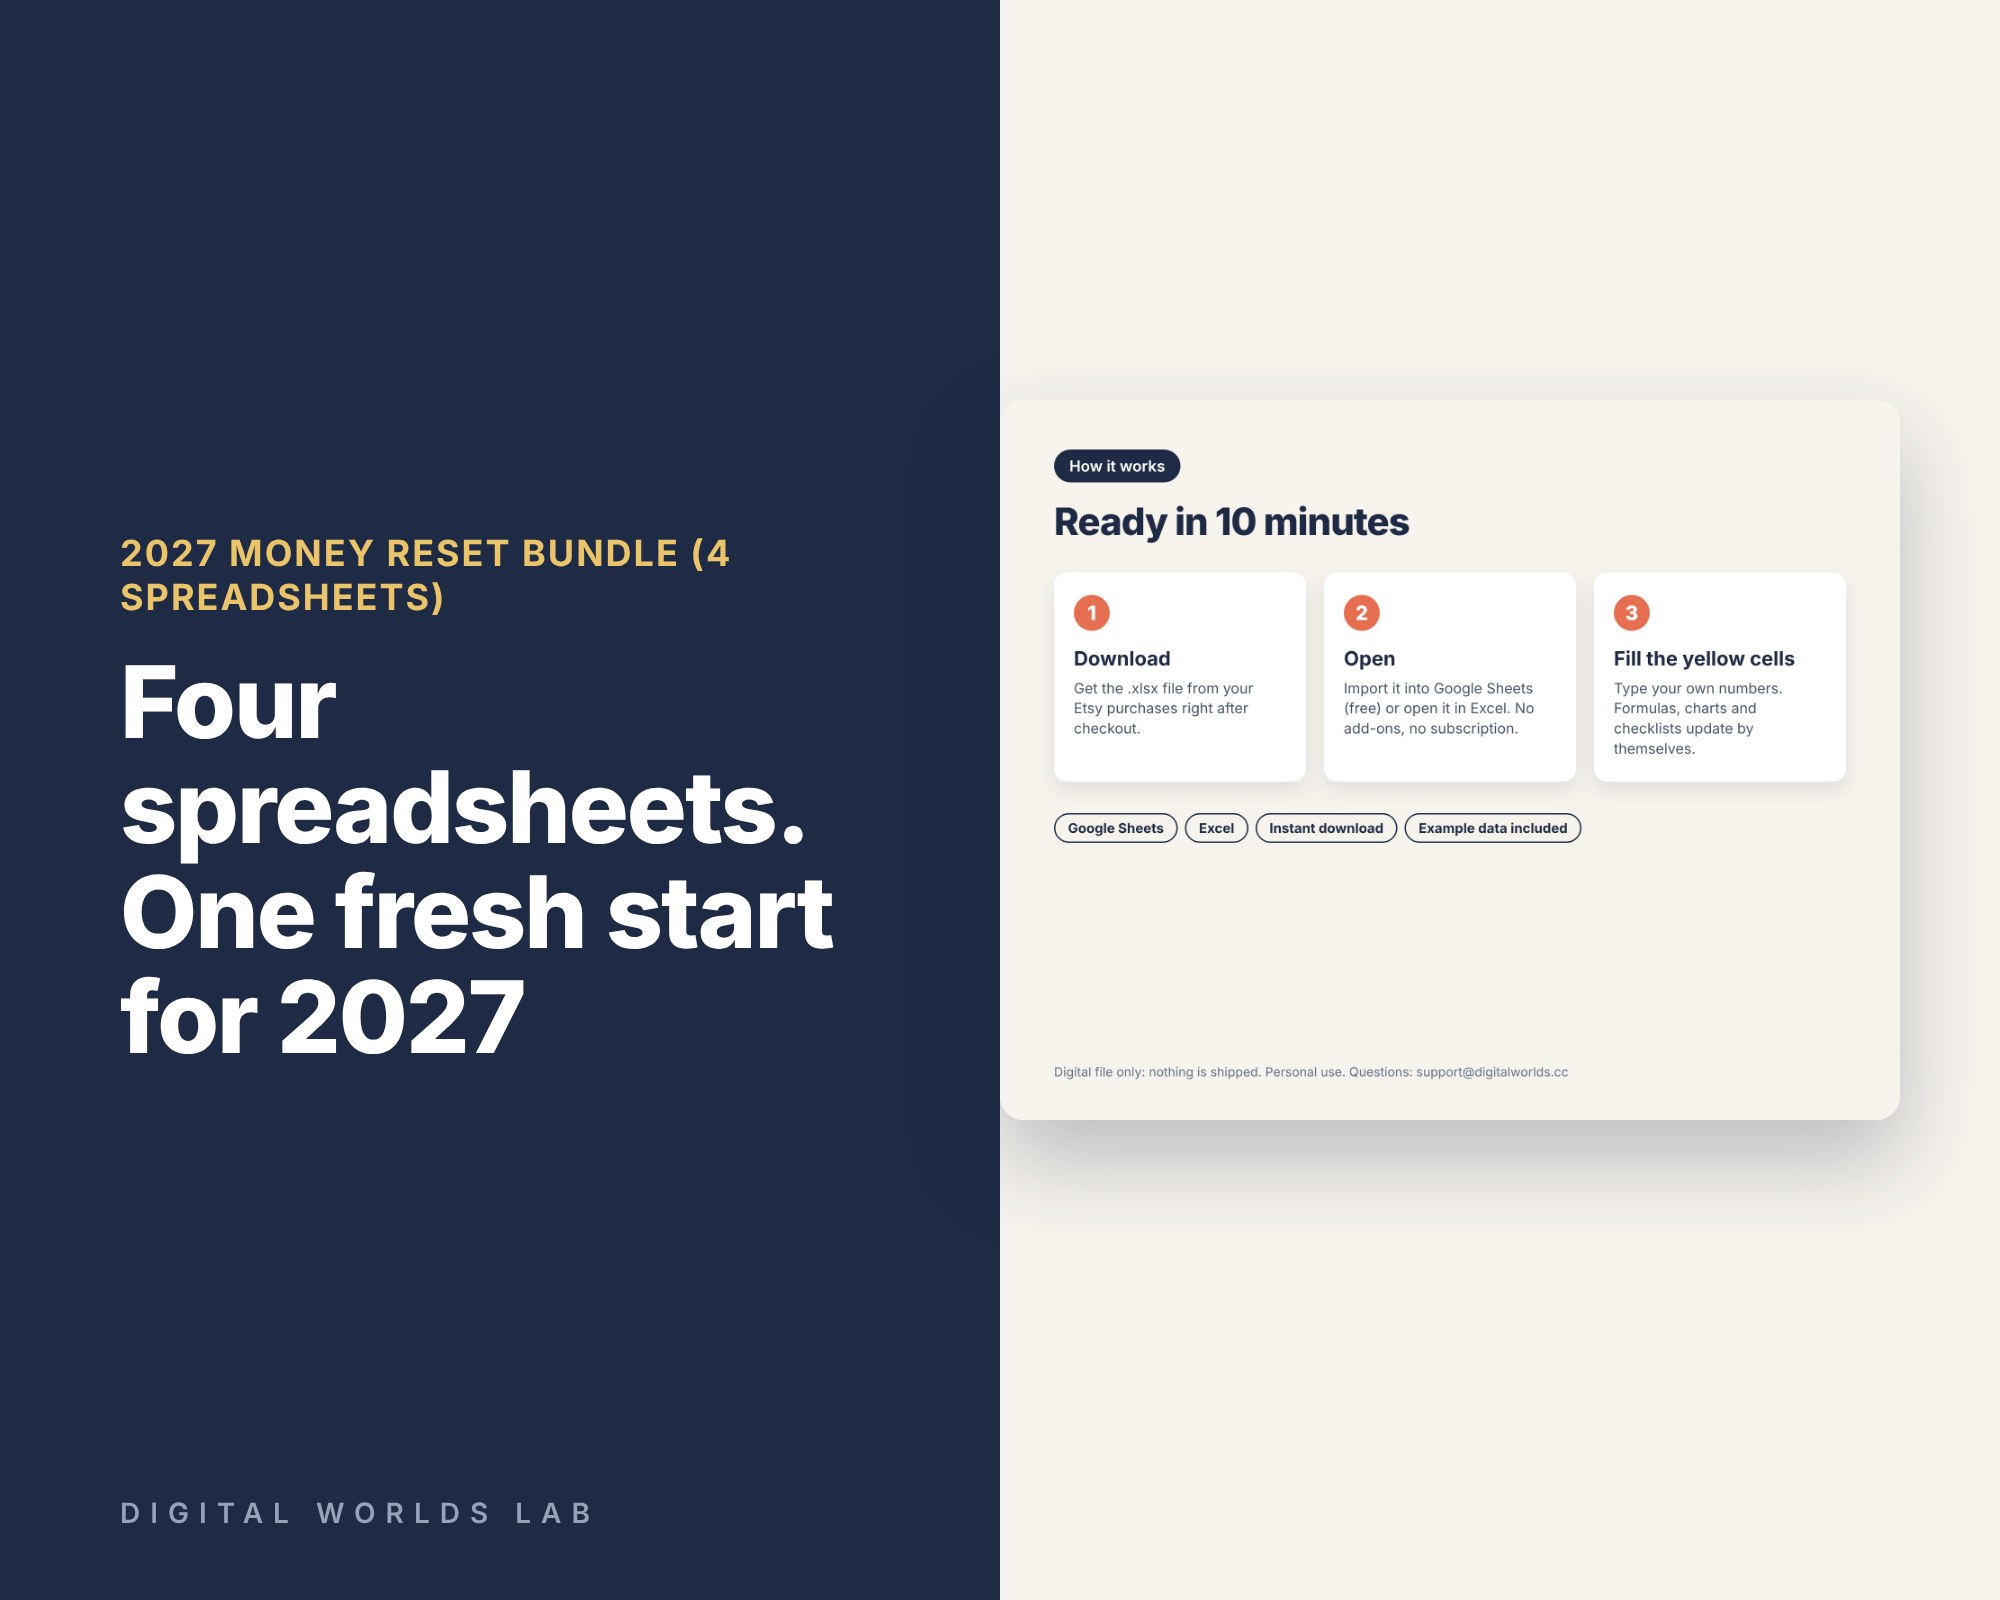 2027 MONEY RESET BUNDLE (4
SPREADSHEETS)
Four
spreadsheets.
One fresh start
for 2027
DIGITAL WORLDS LAB
How it works
Ready in 10 minutes
1
Download
Get the .xlsx file from your
Etsy purchases right after
checkout.
2
Open
Import it into Google Sheets
(free) or open it in Excel. No
add-ons, no subscription.
3
Fill the yellow cells
Type your own numbers.
Formulas, charts and
checklists update by
themselves.
Google Sheets
Excel
Instant download
Example data included
Digital file only: nothing is shipped. Personal use. Questions: support@digitalworlds.cc